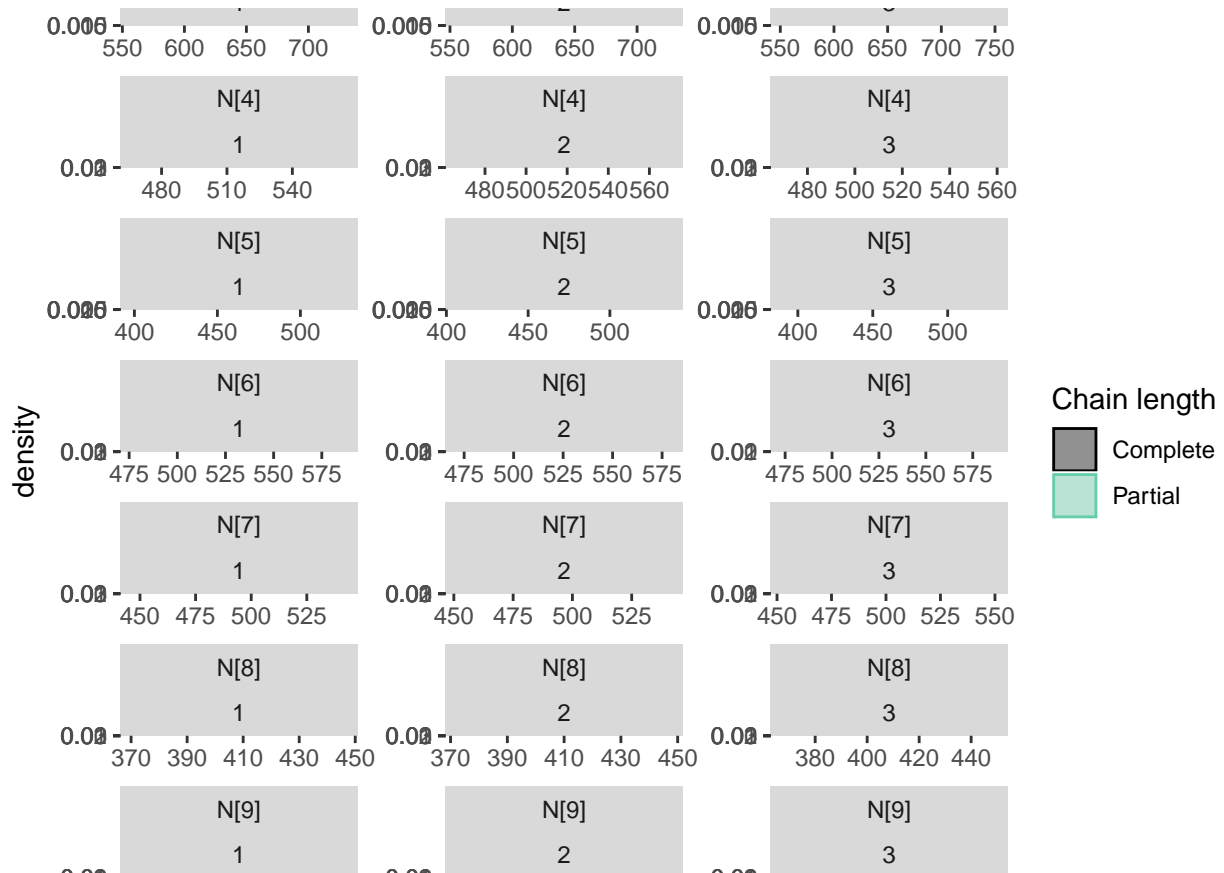 550 600 650 700 550 600 650 700 550 600 650 700 750
N[4] N[4] N[4]
1 2 3
480 510 540 480 500 520 540 560 480 500 520 540 560
N[5] N[5] N[5]
1 2 3
400 450 500 400 450 500 400 450 500
N[6] N[6] N[6]
1 2 3
475 500 525 550 575 475 500 525 550 575 475 500 525 550 575
N[7] N[7] N[7]
1 2 3
450 475 500 525 450 475 500 525 450 475 500 525 550
N[8] N[8] N[8]
1 2 3
370 390 410 430 450 370 390 410 430 450 380 400 420 440
N[9] N[9] N[9]
1 2 3
density
Chain length
Complete
Partial